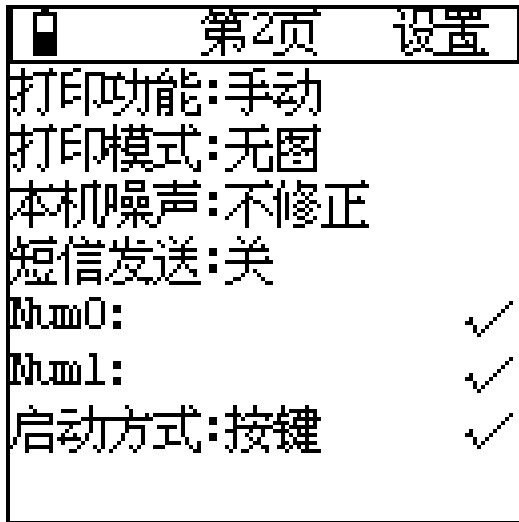 第2页 设置
打印功能:手动
打印模式:无图
本机噪声:不修正
短信发送:关
Num0: ✓
Num1: ✓
启动方式:按键 ✓